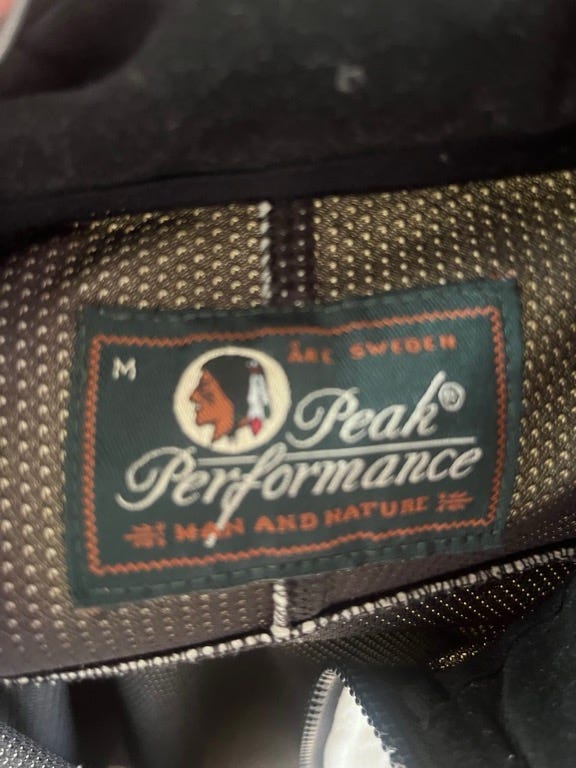 ÅRE SWEDEN
M
Peak®
Performance
MAN AND NATURE